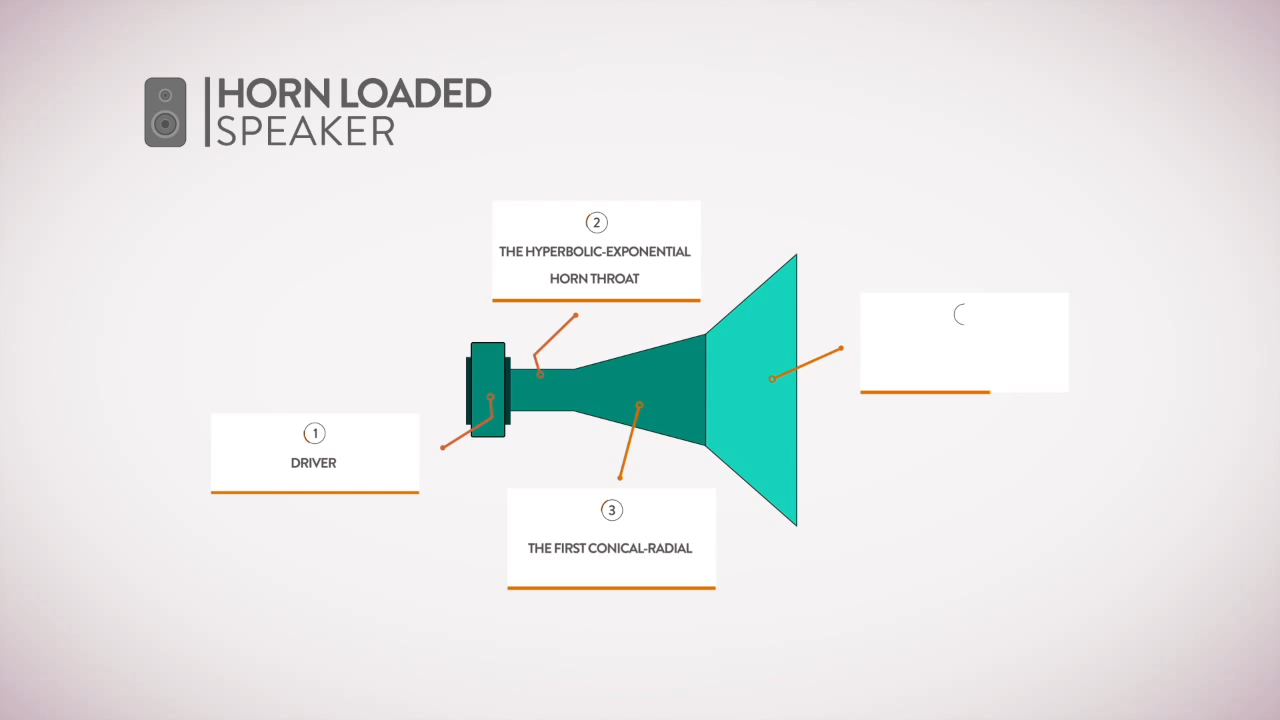 HORN LOADED
SPEAKER
2
THE HYPERBOLIC-EXPONENTIAL
HORN THROAT
1
DRIVER
3
THE FIRST CONICAL-RADIAL